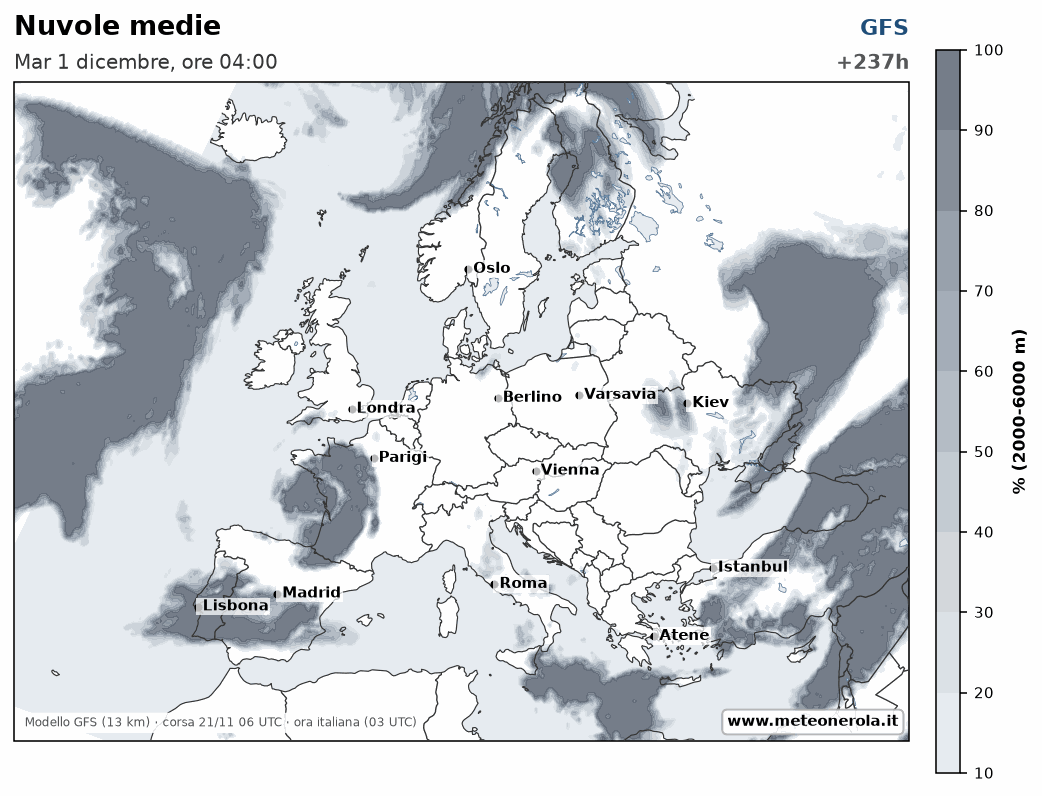 Nuvole medie
GFS
Mar 1 dicembre, ore 04:00
+237h
100
90
80
70
60
50
40
30
20
10
% (2000-6000 m)
Oslo
Londra
Berlino
Varsavia
Kiev
Parigi
Vienna
Istanbul
Roma
Madrid
Lisbona
Atene
Modello GFS (13 km) · corsa 21/11 06 UTC · ora italiana (03 UTC)
www.meteonerola.it